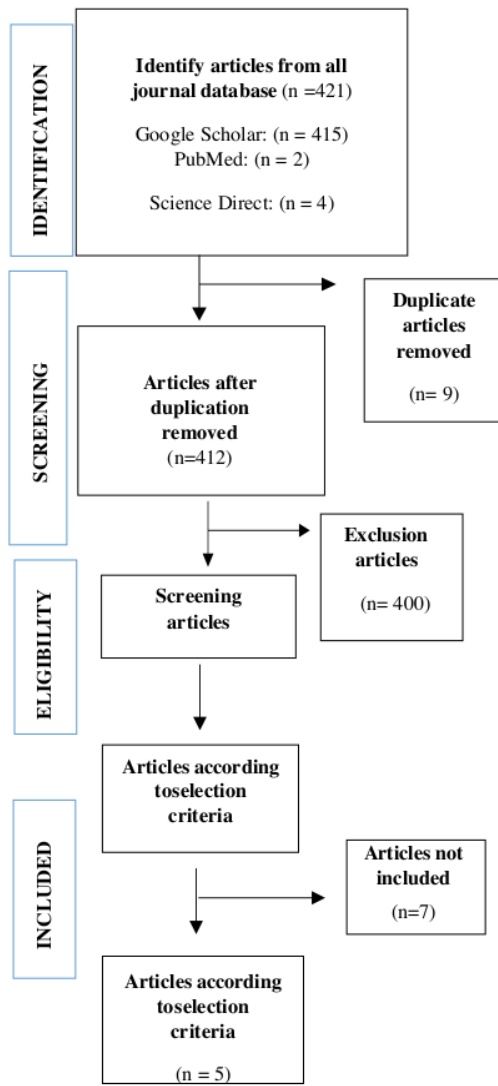 IDENTIFICATION
Identify articles from all
journal database (n =421)
Google Scholar: (n = 415)
PubMed: (n = 2)
Science Direct: (n = 4)
SCREENING
Duplicate
articles
removed
(n= 9)
Articles after
duplication
removed
(n=412)
Exclusion
articles
(n= 400)
ELIGIBILITY
Screening
articles
Articles according
toselection
criteria
INCLUDED
Articles not
included
(n=7)
Articles according
toselection
criteria
(n = 5)